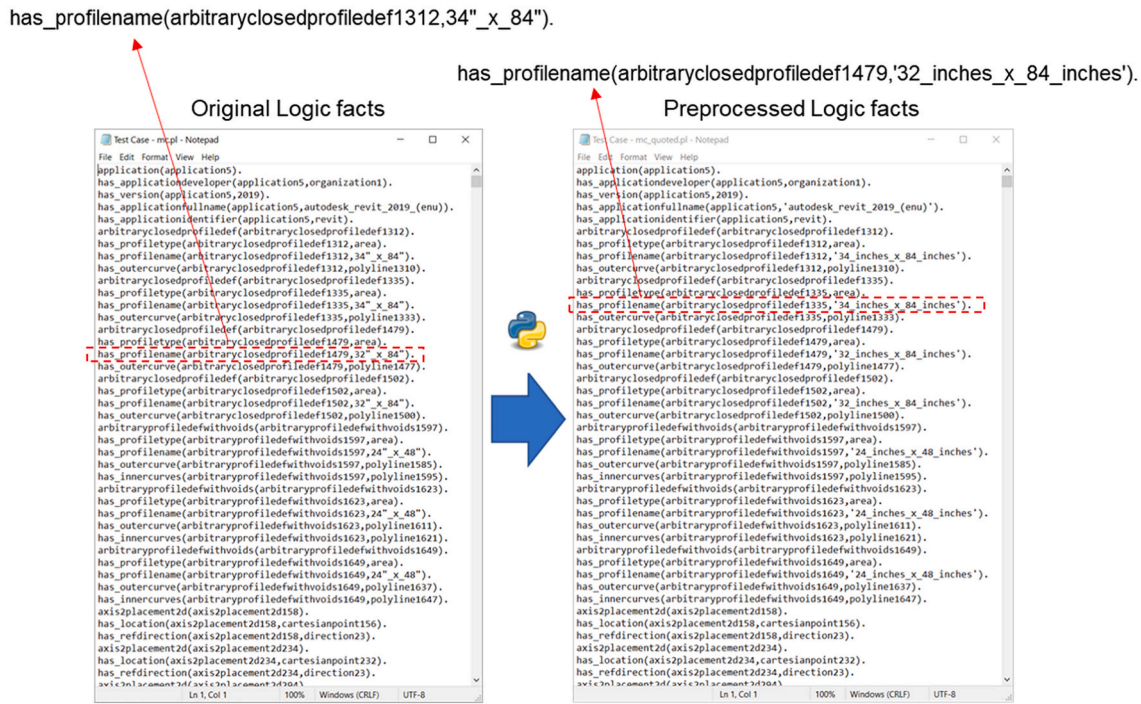 has_profilename(arbitraryclosedprofiledef1312,34"_x_84").
has_profilename(arbitraryclosedprofiledef1479,'32_inches_x_84_inches').
Original Logic facts
Preprocessed Logic facts
Test Case - mc.pl - Notepad
File Edit Format View Help
application(application5).
has_applicationdeveloper(application5,organization1).
has_version(application5,2019).
has_applicationfullname(application5,autodesk_revit_2019_(enu)).
has_applicationidentifier(application5,revit).
arbitraryclosedprofiledef(arbitraryclosedprofiledef1312).
has_profiletype(arbitraryclosedprofiledef1312,area).
has_profilename(arbitraryclosedprofiledef1312,34"_x_84").
has_outercurve(arbitraryclosedprofiledef1312,polyline1310).
arbitraryclosedprofiledef(arbitraryclosedprofiledef1335).
has_profiletype(arbitraryclosedprofiledef1335,area).
has_profilename(arbitraryclosedprofiledef1335,34"_x_84").
has_outercurve(arbitraryclosedprofiledef1335,polyline1333).
arbitraryclosedprofiledef(arbitraryclosedprofiledef1479).
has_profiletype(arbitraryclosedprofiledef1479,area).
has_profilename(arbitraryclosedprofiledef1479,32"_x_84").
has_outercurve(arbitraryclosedprofiledef1479,polyline1477).
arbitraryclosedprofiledef(arbitraryclosedprofiledef1502).
has_profiletype(arbitraryclosedprofiledef1502,area).
has_profilename(arbitraryclosedprofiledef1502,32"_x_84").
has_outercurve(arbitraryclosedprofiledef1502,polyline1500).
arbitraryprofiledefwithvoids(arbitraryprofiledefwithvoids1597).
has_profiletype(arbitraryprofiledefwithvoids1597,area).
has_profilename(arbitraryprofiledefwithvoids1597,24"_x_48").
has_outercurve(arbitraryprofiledefwithvoids1597,polyline1585).
has_innercurves(arbitraryprofiledefwithvoids1597,polyline1595).
arbitraryprofiledefwithvoids(arbitraryprofiledefwithvoids1623).
has_profiletype(arbitraryprofiledefwithvoids1623,area).
has_profilename(arbitraryprofiledefwithvoids1623,24"_x_48").
has_outercurve(arbitraryprofiledefwithvoids1623,polyline1611).
has_innercurves(arbitraryprofiledefwithvoids1623,polyline1621).
arbitraryprofiledefwithvoids(arbitraryprofiledefwithvoids1649).
has_profiletype(arbitraryprofiledefwithvoids1649,area).
has_profilename(arbitraryprofiledefwithvoids1649,24"_x_48").
has_outercurve(arbitraryprofiledefwithvoids1649,polyline1637).
has_innercurves(arbitraryprofiledefwithvoids1649,polyline1647).
axis2placement2d(axis2placement2d158).
has_location(axis2placement2d158,cartesianpoint156).
has_refdirection(axis2placement2d158,direction23).
axis2placement2d(axis2placement2d234).
has_location(axis2placement2d234,cartesianpoint232).
has_refdirection(axis2placement2d234,direction23).
axis2placement2d(axis2placement2d294).
Ln 1, Col 1 100% Windows (CRLF) UTF-8
Test Case - mc_quoted.pl - Notepad
File Edit Format View Help
application(application5).
has_applicationdeveloper(application5,organization1).
has_version(application5,2019).
has_applicationfullname(application5,'autodesk_revit_2019_(enu)').
has_applicationidentifier(application5,revit).
arbitraryclosedprofiledef(arbitraryclosedprofiledef1312).
has_profiletype(arbitraryclosedprofiledef1312,area).
has_profilename(arbitraryclosedprofiledef1312,'34_inches_x_84_inches').
has_outercurve(arbitraryclosedprofiledef1312,polyline1310).
arbitraryclosedprofiledef(arbitraryclosedprofiledef1335).
has_profiletype(arbitraryclosedprofiledef1335,area).
has_profilename(arbitraryclosedprofiledef1335,'34_inches_x_84_inches').
has_outercurve(arbitraryclosedprofiledef1335,polyline1333).
arbitraryclosedprofiledef(arbitraryclosedprofiledef1479).
has_profiletype(arbitraryclosedprofiledef1479,area).
has_profilename(arbitraryclosedprofiledef1479,'32_inches_x_84_inches').
has_outercurve(arbitraryclosedprofiledef1479,polyline1477).
arbitraryclosedprofiledef(arbitraryclosedprofiledef1502).
has_profiletype(arbitraryclosedprofiledef1502,area).
has_profilename(arbitraryclosedprofiledef1502,'32_inches_x_84_inches').
has_outercurve(arbitraryclosedprofiledef1502,polyline1500).
arbitraryprofiledefwithvoids(arbitraryprofiledefwithvoids1597).
has_profiletype(arbitraryprofiledefwithvoids1597,area).
has_profilename(arbitraryprofiledefwithvoids1597,'24_inches_x_48_inches').
has_outercurve(arbitraryprofiledefwithvoids1597,polyline1585).
has_innercurves(arbitraryprofiledefwithvoids1597,polyline1595).
arbitraryprofiledefwithvoids(arbitraryprofiledefwithvoids1623).
has_profiletype(arbitraryprofiledefwithvoids1623,area).
has_profilename(arbitraryprofiledefwithvoids1623,'24_inches_x_48_inches').
has_outercurve(arbitraryprofiledefwithvoids1623,polyline1611).
has_innercurves(arbitraryprofiledefwithvoids1623,polyline1621).
arbitraryprofiledefwithvoids(arbitraryprofiledefwithvoids1649).
has_profiletype(arbitraryprofiledefwithvoids1649,area).
has_profilename(arbitraryprofiledefwithvoids1649,'24_inches_x_48_inches').
has_outercurve(arbitraryprofiledefwithvoids1649,polyline1637).
has_innercurves(arbitraryprofiledefwithvoids1649,polyline1647).
axis2placement2d(axis2placement2d158).
has_location(axis2placement2d158,cartesianpoint156).
has_refdirection(axis2placement2d158,direction23).
axis2placement2d(axis2placement2d234).
has_location(axis2placement2d234,cartesianpoint232).
has_refdirection(axis2placement2d234,direction23).
axis2placement2d(axis2placement2d294).
Ln 1, Col 1 100% Windows (CRLF) UTF-8